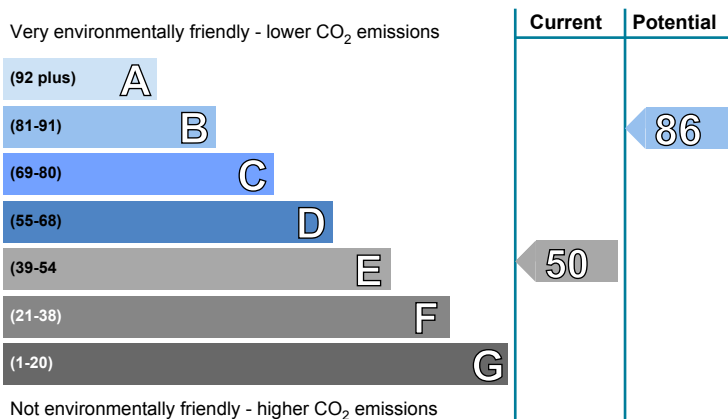 Current Potential
Very environmentally friendly - lower CO2 emissions
(92 plus) A
(81-91) B
86
(69-80) C
(55-68) D
(39-54 E
50
(21-38) F
(1-20) G
Not environmentally friendly - higher CO2 emissions